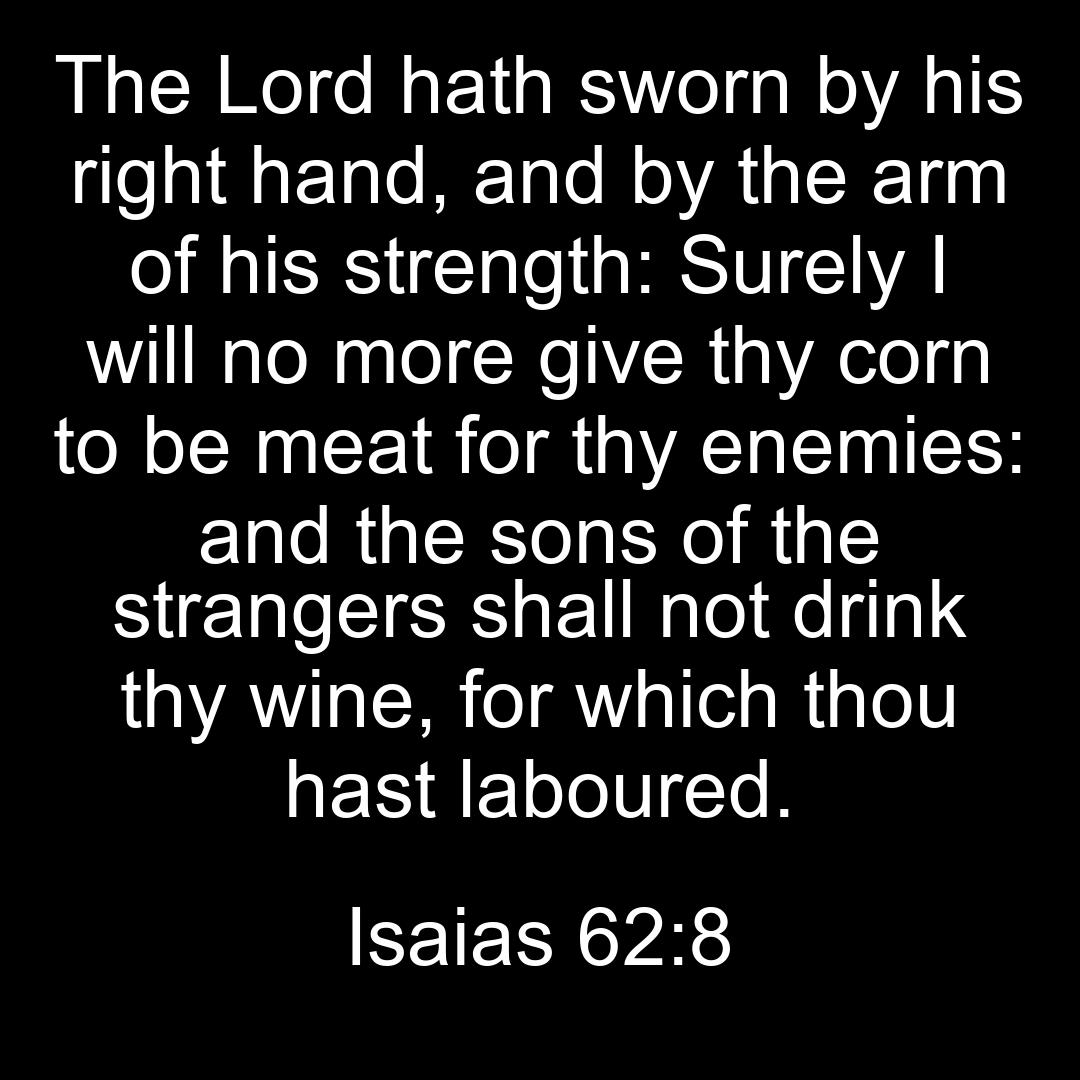 The Lord hath sworn by his
right hand, and by the arm
of his strength: Surely I
will no more give thy corn
to be meat for thy enemies:
and the sons of the
strangers shall not drink
thy wine, for which thou
hast laboured.
Isaias 62:8